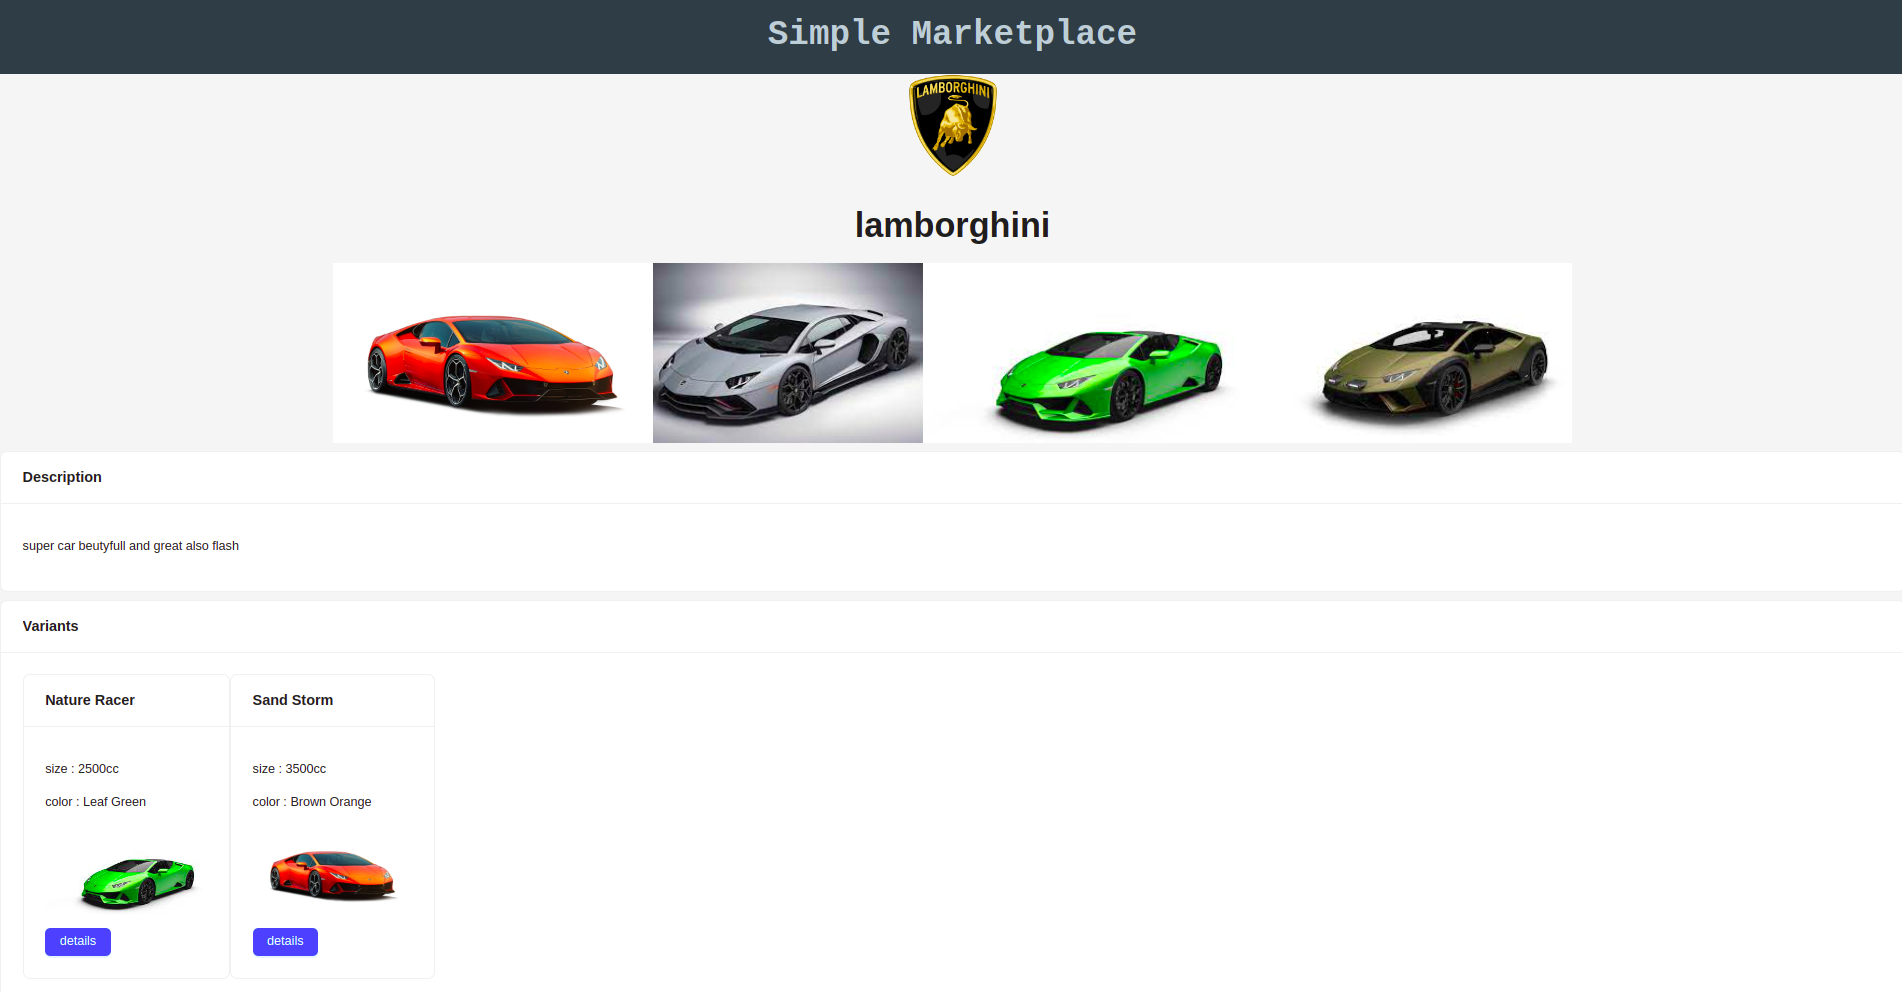 Simple Marketplace
LAMBORGHINI
lamborghini
Description
super car beutyfull and great also flash
Variants
Nature Racer
size : 2500cc
color : Leaf Green
details
Sand Storm
size : 3500cc
color : Brown Orange
details